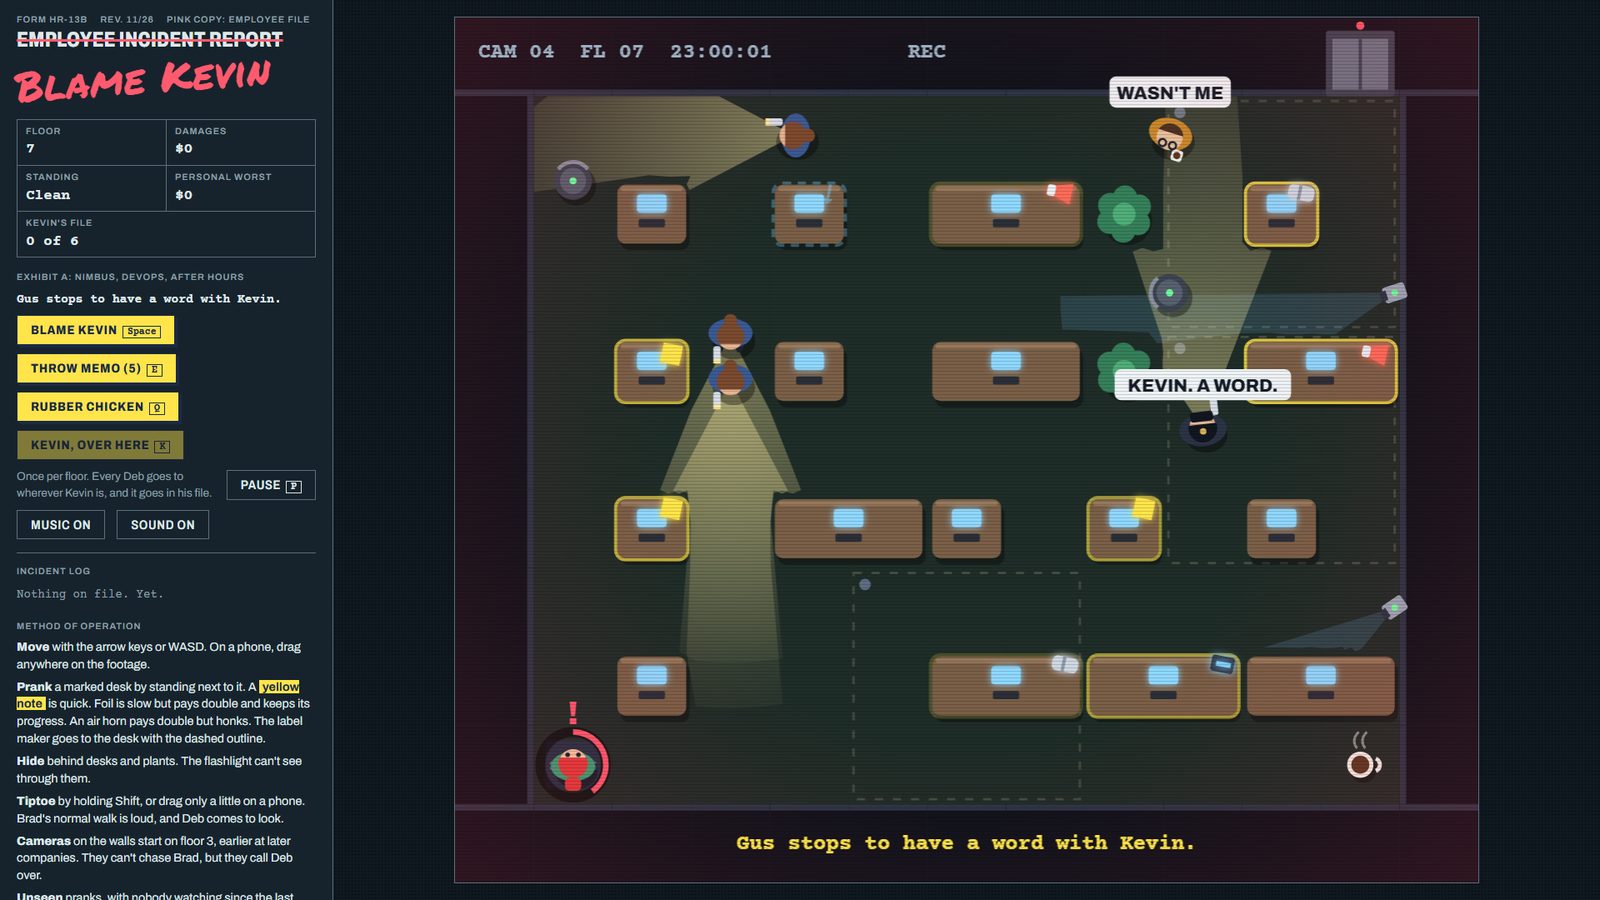 FORM HR-13B REV. 11/26 PINK COPY: EMPLOYEE FILE
EMPLOYEE INCIDENT REPORT
BLAME KEVIN
FLOOR
7
DAMAGES
$0
STANDING
Clean
PERSONAL WORST
$0
KEVIN'S FILE
0 of 6
EXHIBIT A: NIMBUS, DEVOPS, AFTER HOURS
Gus stops to have a word with Kevin.
BLAME KEVIN Space
THROW MEMO (5) E
RUBBER CHICKEN Q
KEVIN, OVER HERE K
Once per floor. Every Deb goes to
wherever Kevin is, and it goes in his file.
PAUSE P
MUSIC ON
SOUND ON
INCIDENT LOG
Nothing on file. Yet.
METHOD OF OPERATION
Move with the arrow keys or WASD. On a phone, drag
anywhere on the footage.
Prank a marked desk by standing next to it. A yellow
note is quick. Foil is slow but pays double and keeps its
progress. An air horn pays double but honks. The label
maker goes to the desk with the dashed outline.
Hide behind desks and plants. The flashlight can't see
through them.
Tiptoe by holding Shift, or drag only a little on a phone.
Brad's normal walk is loud, and Deb comes to look.
Cameras on the walls start on floor 3, earlier at later
companies. They can't chase Brad, but they call Deb
over.
Unseen pranks, with nobody watching since the last
CAM 04 FL 07 23:00:01 REC
WASN'T ME
KEVIN. A WORD.
!
Gus stops to have a word with Kevin.